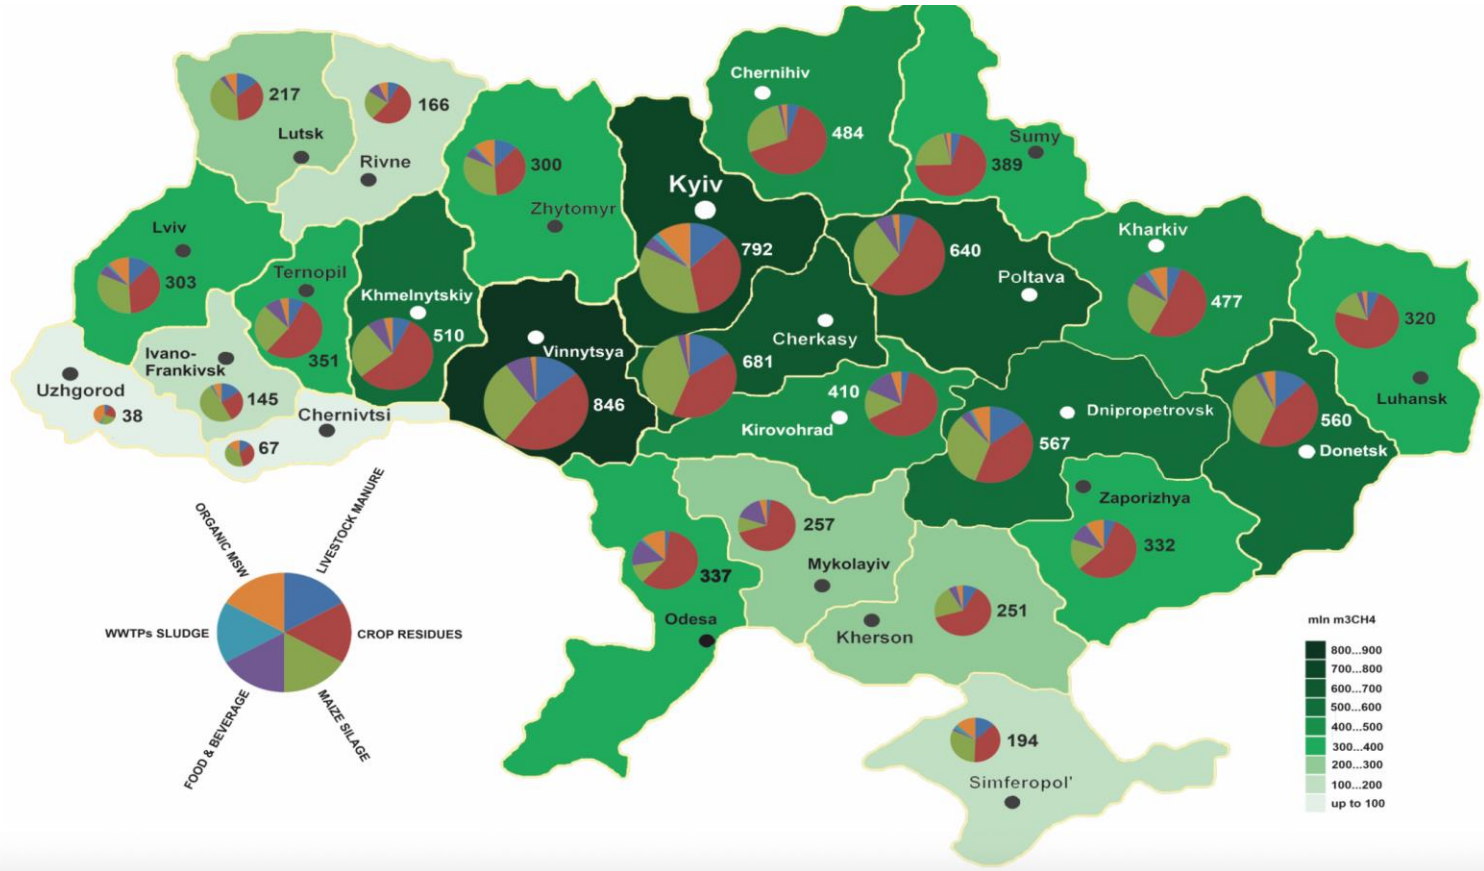 Chernihiv
484
Sumy
389
217
Lutsk
166
Rivne
300
Zhytomyr
Kyiv
792
640
Poltava
Kharkiv
477
Lviv
303
Ternopil
351
Khmelnytskiy
510
Vinnytsya
846
Cherkasy
681
320
Luhansk
Ivano-
Frankivsk
145
Uzhgorod
38
Chernivtsi
67
410
Kirovohrad
Dnipropetrovsk
567
560
Donetsk
Zaporizhya
332
257
Mykolayiv
337
Odesa
251
Kherson
194
Simferopol'
ORGANIC MSW
LIVESTOCK MANURE
WWTPs SLUDGE
CROP RESIDUES
FOOD & BEVERAGE
MAIZE SILAGE
mln m3CH4
800...900
700...800
600...700
500...600
400...500
300...400
200...300
100...200
up to 100